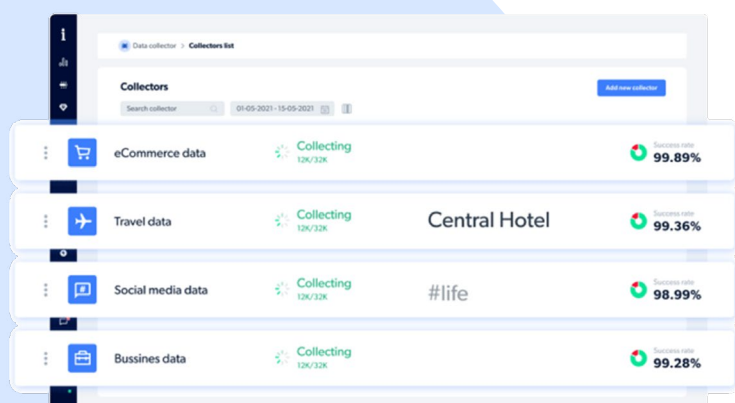 i
Data collector > Collectors list
Collectors
Add new collector
Search collector
01-05-2021 - 15-05-2021
eCommerce data
Collecting
12K/32K
Success rate
99.89%
Travel data
Collecting
12K/32K
Central Hotel
Success rate
99.36%
Social media data
Collecting
12K/32K
#life
Success rate
98.99%
Bussines data
Collecting
12K/32K
Success rate
99.28%